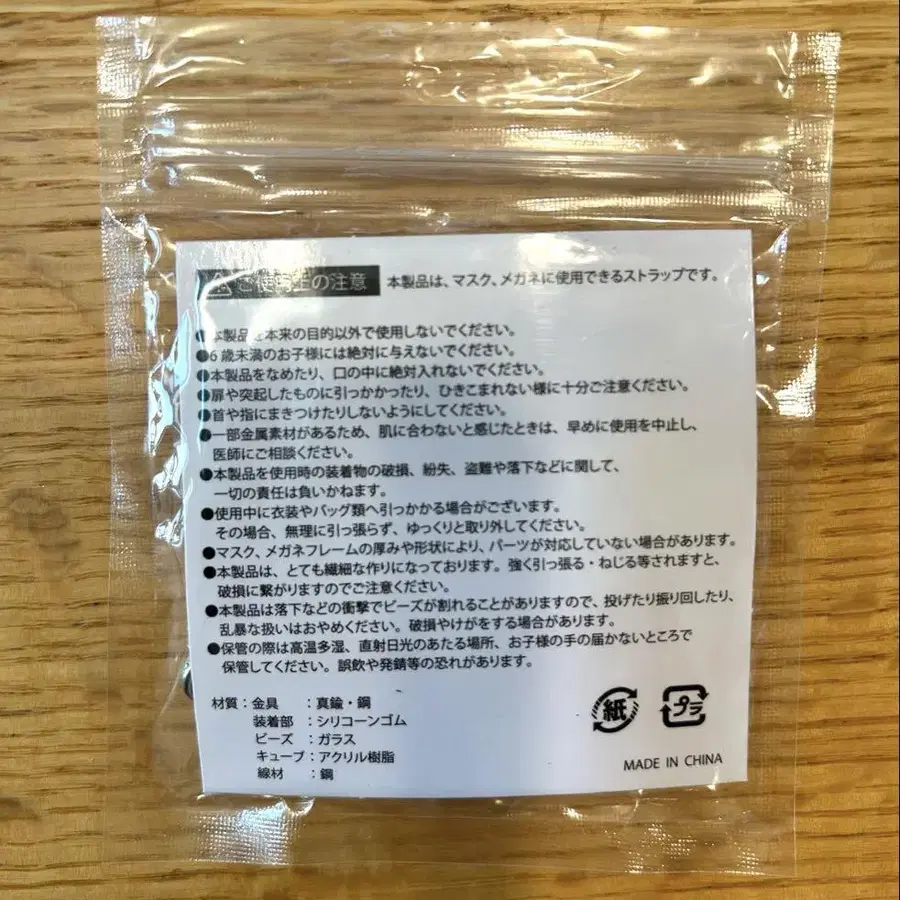 ご使用上の注意 本製品は、マスク、メガネに使用できるストラップです。
●本製品を本来の目的以外で使用しないでください。
●6歳未満のお子様には絶対に与えないでください。
●本製品をなめたり、口の中に絶対入れないでください。
●扉や突起したものに引っかかったり、ひきこまれない様に十分ご注意ください。
●首や指にまきつけたりしないようにしてください。
●一部金属素材があるため、肌に合わないと感じたときは、早めに使用を中止し、
医師にご相談ください。
●本製品を使用時の装着物の破損、紛失、盗難や落下などに関して、
一切の責任は負いかねます。
●使用中に衣装やバッグ類へ引っかかる場合がございます。
その場合、無理に引っ張らず、ゆっくりと取り外してください。
●マスク、メガネフレームの厚みや形状により、パーツが対応していない場合があります。
●本製品は、とても繊細な作りになっております。強く引っ張る・ねじる等されますと、
破損に繋がりますのでご注意ください。
●本製品は落下などの衝撃でビーズが割れることがありますので、投げたり振り回したり、
乱暴な扱いはおやめください。破損やけがをする場合があります。
●保管の際は高温多湿、直射日光のあたる場所、お子様の手の届かないところで
保管してください。誤飲や発錆等の恐れがあります。
材質：金具 ：真鍮・鋼
装着部 ：シリコーンゴム
ビーズ ：ガラス
キューブ：アクリル樹脂
線材 ：鋼
紙 プラ
MADE IN CHINA